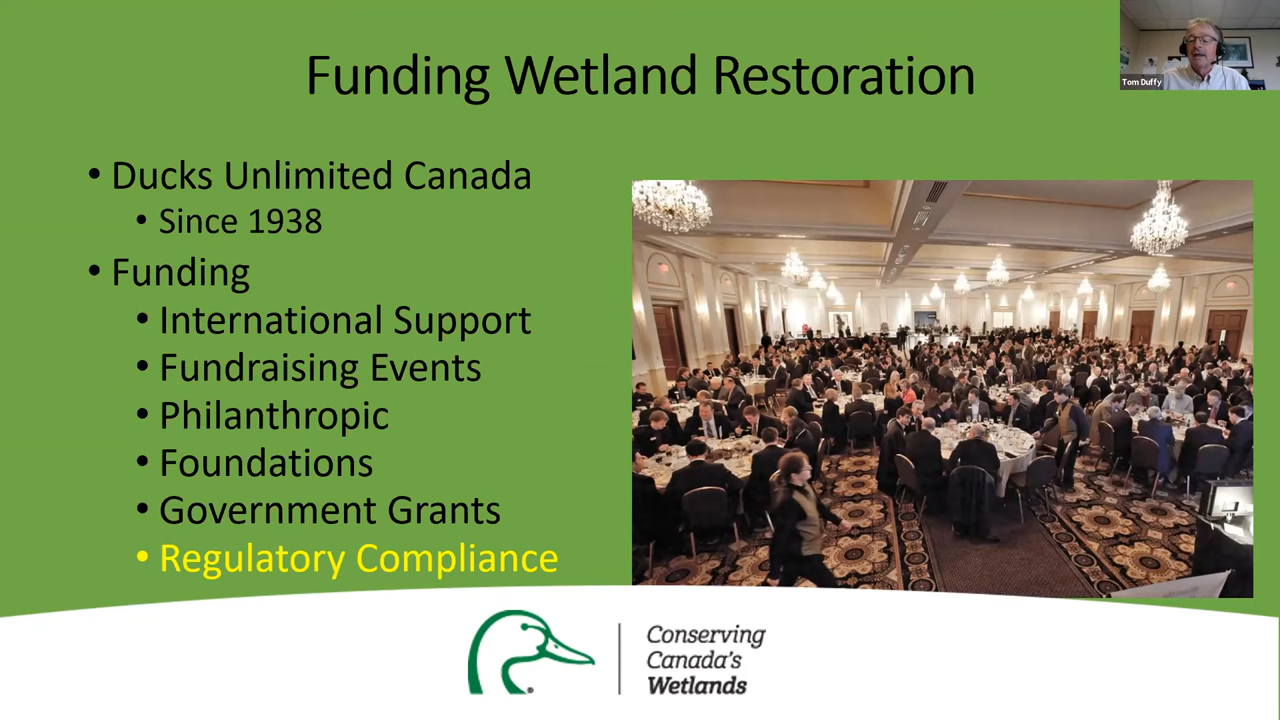 Funding Wetland Restoration
Tom Duffy
• Ducks Unlimited Canada
• Since 1938
• Funding
• International Support
• Fundraising Events
• Philanthropic
• Foundations
• Government Grants
• Regulatory Compliance
Conserving
Canada's
Wetlands